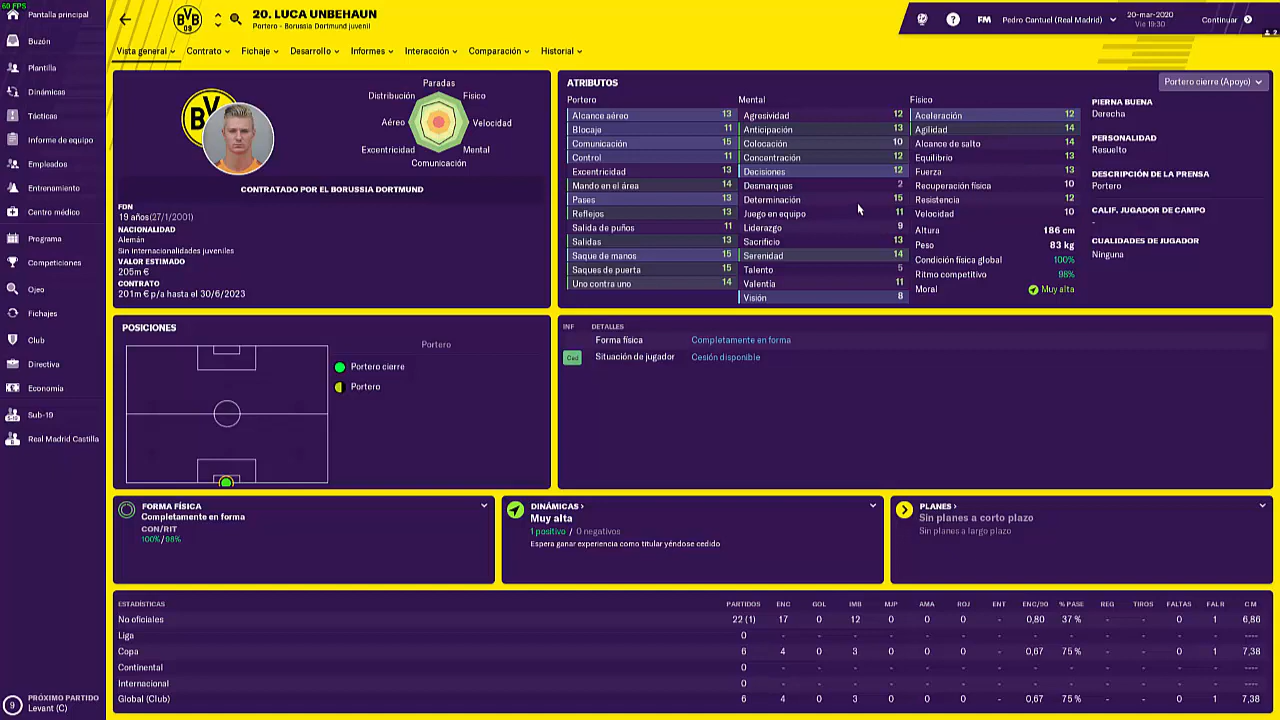 60 FPS
Pantalla principal
Buzón
Plantilla
Dinámicas
Tácticas
Informe de equipo
Empleados
Entrenamiento
Centro médico
Programa
Competiciones
Ojeo
Fichajes
Club
Directiva
Economía
Sub-19
Real Madrid Castilla
PRÓXIMO PARTIDO
9 Levant (C)
BVB 09
20. LUCA UNBEHAUN
Portero - Borussia Dortmund juvenil
? FM Pedro Cantuel (Real Madrid) 20-mar-2020
Vie 19:30
Continuar
2
Vista general Contrato Fichaje Desarrollo Informes Interacción Comparación Historial
Paradas
Distribución Físico
Aéreo Velocidad
Excentricidad Mental
Comunicación
CONTRATADO POR EL BORUSSIA DORTMUND
FDN
19 años (27/1/2001)
NACIONALIDAD
Alemán
Sin internacionalidades juveniles
VALOR ESTIMADO
205m €
CONTRATO
201m € p/a hasta el 30/6/2023
ATRIBUTOS
Portero cierre (Apoyo)
Portero
Alcance aéreo 13
Blocaje 11
Comunicación 15
Control 11
Excentricidad 13
Mando en el área 14
Pases 13
Reflejos 13
Salida de puños 11
Salidas 13
Saque de manos 15
Saques de puerta 15
Uno contra uno 14
Mental
Agresividad 12
Anticipación 13
Colocación 10
Concentración 12
Decisiones 12
Desmarques 2
Determinación 15
Juego en equipo 11
Liderazgo 9
Sacrificio 13
Serenidad 14
Talento 5
Valentía 11
Visión 8
Físico
Aceleración 12
Agilidad 14
Alcance de salto 14
Equilibrio 13
Fuerza 13
Recuperación física 10
Resistencia 12
Velocidad 10
Altura 186 cm
Peso 83 kg
Condición física global 100%
Ritmo competitivo 98%
Moral Muy alta
PIERNA BUENA
Derecha
PERSONALIDAD
Resuelto
DESCRIPCIÓN DE LA PRENSA
Portero
CALIF. JUGADOR DE CAMPO
-
CUALIDADES DE JUGADOR
Ninguna
POSICIONES
Portero
Portero cierre
Portero
INF DETALLES
Forma física Completamente en forma
Ced Situación de jugador Cesión disponible
FORMA FÍSICA
Completamente en forma
CON/RIT
100%/98%
DINÁMICAS >
Muy alta
1 positivo / 0 negativos
Espera ganar experiencia como titular yéndose cedido
PLANES >
Sin planes a corto plazo
Sin planes a largo plazo
ESTADÍSTICAS PARTIDOS ENC GOL IMB MJP AMA ROJ ENT ENC/90 % PASE REG TIROS FALTAS FALR C M
No oficiales 22 (1) 17 0 12 0 0 0 - 0,80 37 % - - 0 1 6,86
Liga 0 - - - - - - - - - - - - - ----
Copa 6 4 0 3 0 0 0 - 0,67 75 % - - 0 1 7,38
Continental 0 - - - - - - - - - - - - - ----
Internacional 0 - - - - - - - - - - - - - ----
Global (Club) 6 4 0 3 0 0 0 - 0,67 75 % - - 0 1 7,38